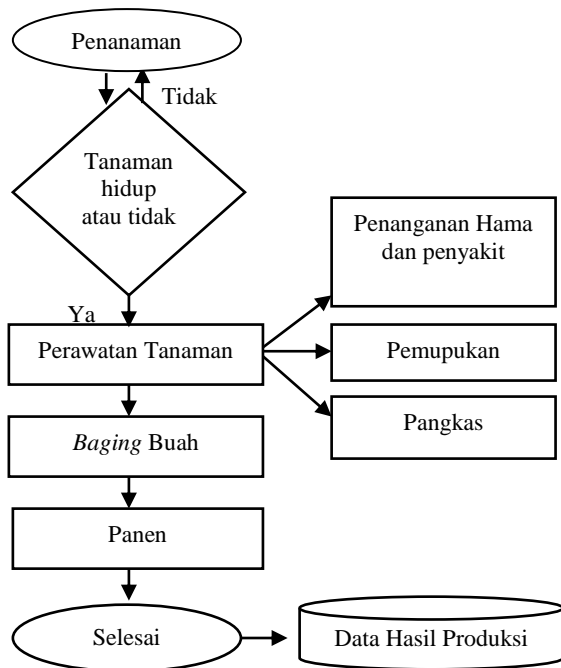 Penanaman
Tidak
Tanaman
hidup
atau tidak
Ya
Penanganan Hama
dan penyakit
Perawatan Tanaman
Pemupukan
Pangkas
Baging Buah
Panen
Selesai
Data Hasil Produksi